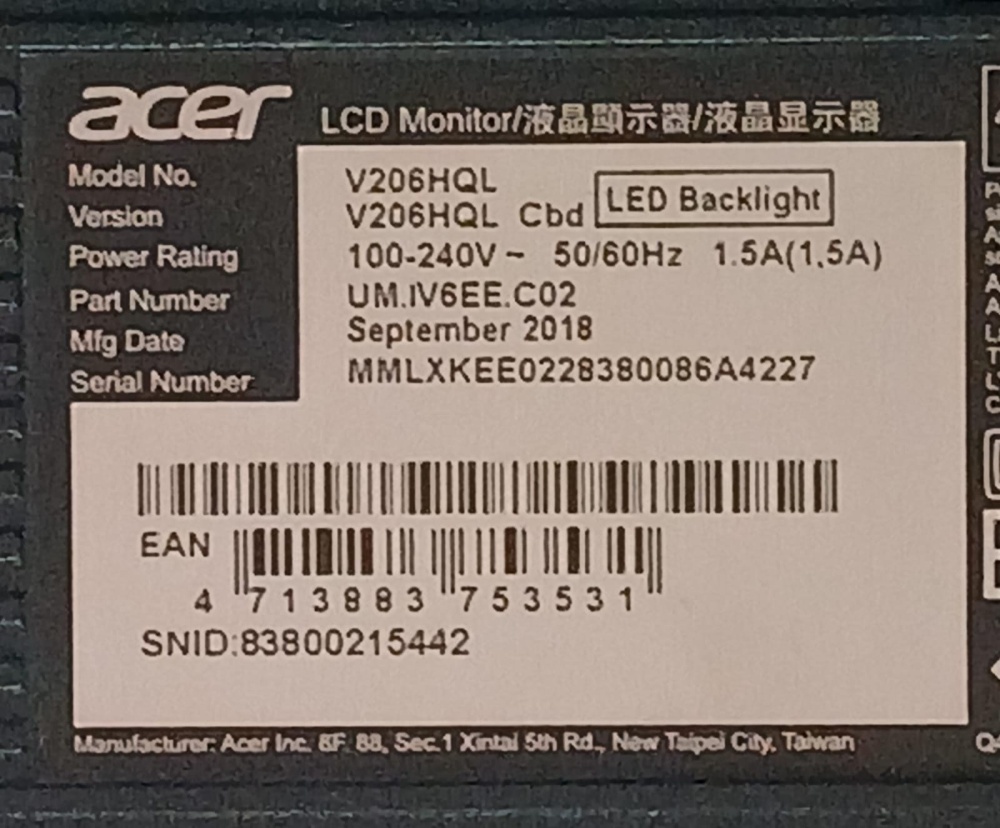 acer LCD Monitor/液晶顯示器/液晶显示器
Model No. V206HQL
Version V206HQL Cbd LED Backlight
Power Rating 100-240V ~ 50/60Hz 1.5A(1,5A)
Part Number UM.IV6EE.C02
Mfg Date September 2018
Serial Number MMLXKEE0228380086A4227
EAN
4 713883 753531
SNID:83800215442
Manufacturer: Acer Inc. 8F, 88, Sec.1 Xintai 5th Rd., New Taipei City, Taiwan